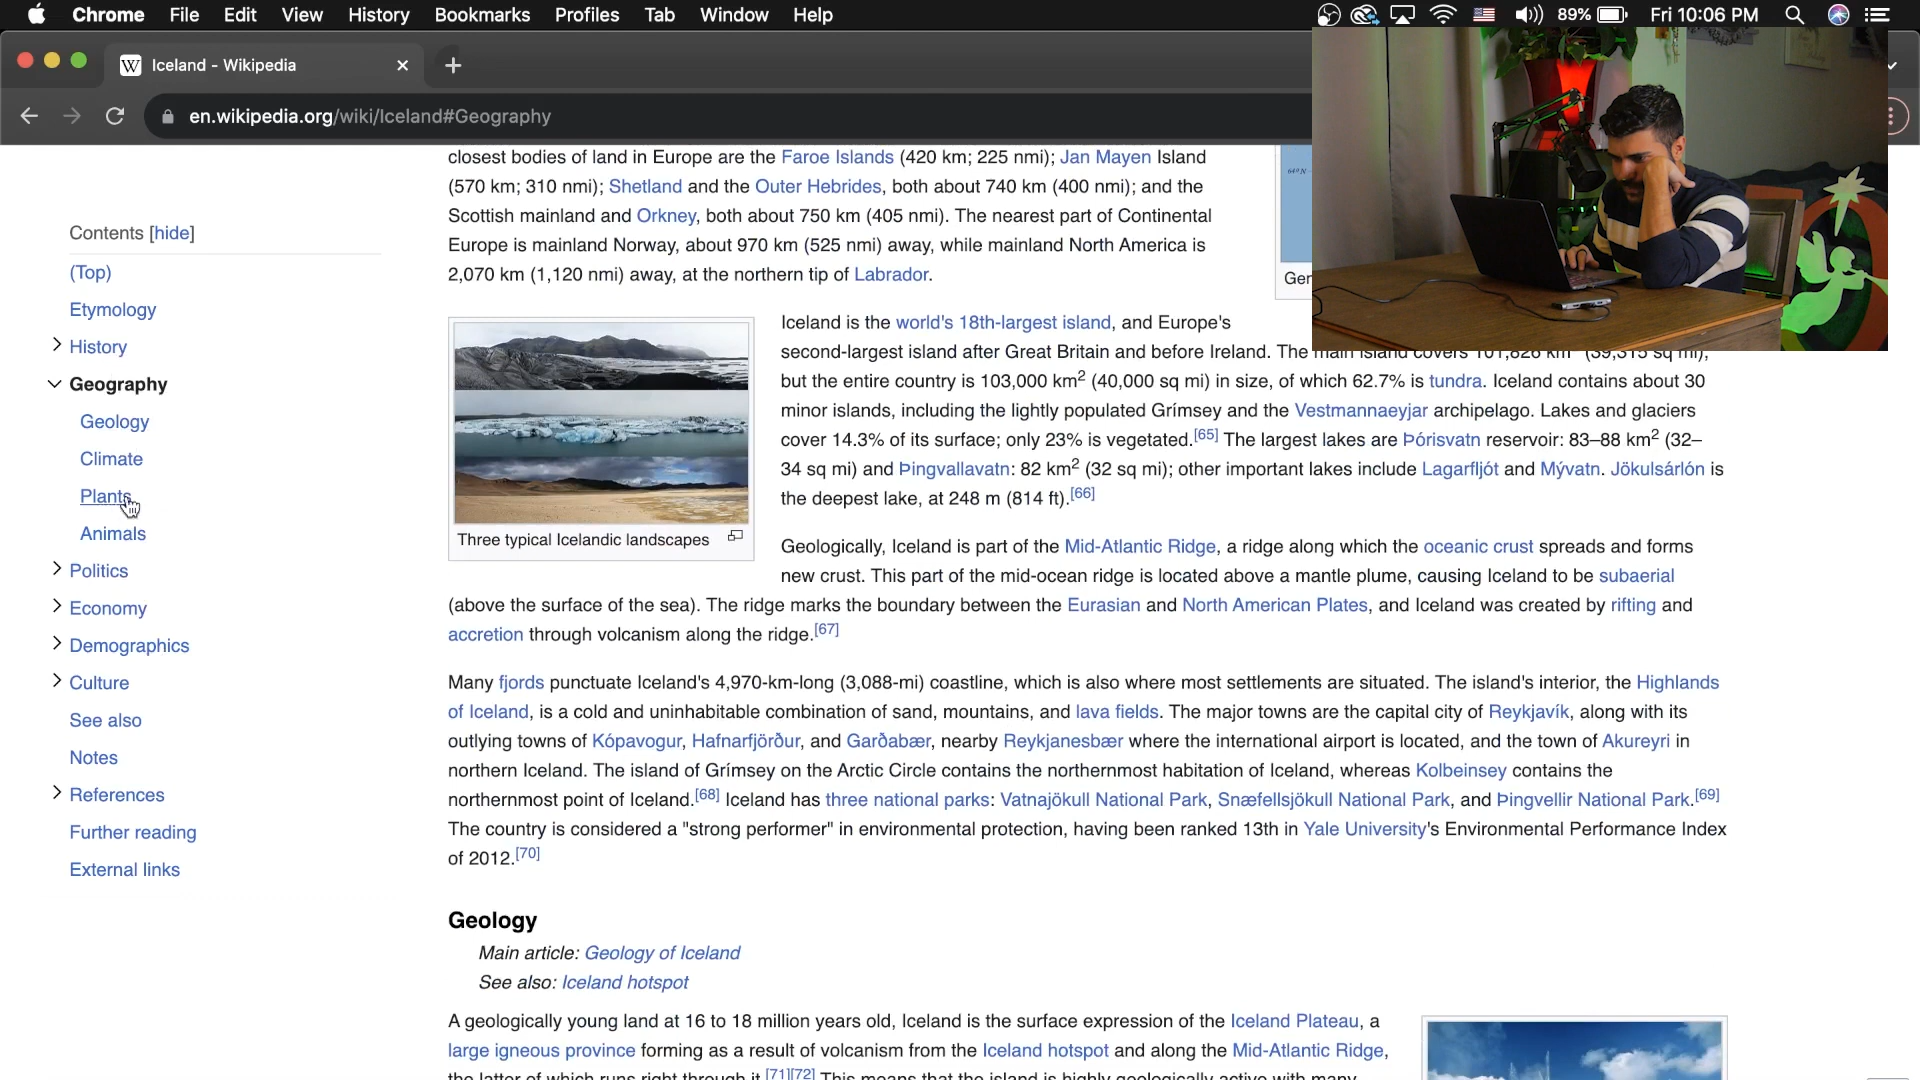 Chrome File Edit View History Bookmarks Profiles Tab Window Help 89% Fri 10:06 PM
W Iceland - Wikipedia
en.wikipedia.org/wiki/Iceland#Geography
Contents [hide]
(Top)
Etymology
History
Geography
Geology
Climate
Plants
Animals
Politics
Economy
Demographics
Culture
See also
Notes
References
Further reading
External links
closest bodies of land in Europe are the Faroe Islands (420 km; 225 nmi); Jan Mayen Island
(570 km; 310 nmi); Shetland and the Outer Hebrides, both about 740 km (400 nmi); and the
Scottish mainland and Orkney, both about 750 km (405 nmi). The nearest part of Continental
Europe is mainland Norway, about 970 km (525 nmi) away, while mainland North America is
2,070 km (1,120 nmi) away, at the northern tip of Labrador.
Three typical Icelandic landscapes
Iceland is the world's 18th-largest island, and Europe's
second-largest island after Great Britain and before Ireland. The main island covers 101,826 km² (39,315 sq mi),
but the entire country is 103,000 km² (40,000 sq mi) in size, of which 62.7% is tundra. Iceland contains about 30
minor islands, including the lightly populated Grímsey and the Vestmannaeyjar archipelago. Lakes and glaciers
cover 14.3% of its surface; only 23% is vegetated.[65] The largest lakes are Þórisvatn reservoir: 83–88 km² (32–
34 sq mi) and Þingvallavatn: 82 km² (32 sq mi); other important lakes include Lagarfljót and Mývatn. Jökulsárlón is
the deepest lake, at 248 m (814 ft).[66]
Geologically, Iceland is part of the Mid-Atlantic Ridge, a ridge along which the oceanic crust spreads and forms
new crust. This part of the mid-ocean ridge is located above a mantle plume, causing Iceland to be subaerial
(above the surface of the sea). The ridge marks the boundary between the Eurasian and North American Plates, and Iceland was created by rifting and
accretion through volcanism along the ridge.[67]
Many fjords punctuate Iceland's 4,970-km-long (3,088-mi) coastline, which is also where most settlements are situated. The island's interior, the Highlands
of Iceland, is a cold and uninhabitable combination of sand, mountains, and lava fields. The major towns are the capital city of Reykjavík, along with its
outlying towns of Kópavogur, Hafnarfjörður, and Garðabær, nearby Reykjanesbær where the international airport is located, and the town of Akureyri in
northern Iceland. The island of Grímsey on the Arctic Circle contains the northernmost habitation of Iceland, whereas Kolbeinsey contains the
northernmost point of Iceland.[68] Iceland has three national parks: Vatnajökull National Park, Snæfellsjökull National Park, and Þingvellir National Park.[69]
The country is considered a "strong performer" in environmental protection, having been ranked 13th in Yale University's Environmental Performance Index
of 2012.[70]
Geology
Main article: Geology of Iceland
See also: Iceland hotspot
A geologically young land at 16 to 18 million years old, Iceland is the surface expression of the Iceland Plateau, a
large igneous province forming as a result of volcanism from the Iceland hotspot and along the Mid-Atlantic Ridge,
the latter of which runs right through it.[71][72] This means that the island is highly geologically active with many